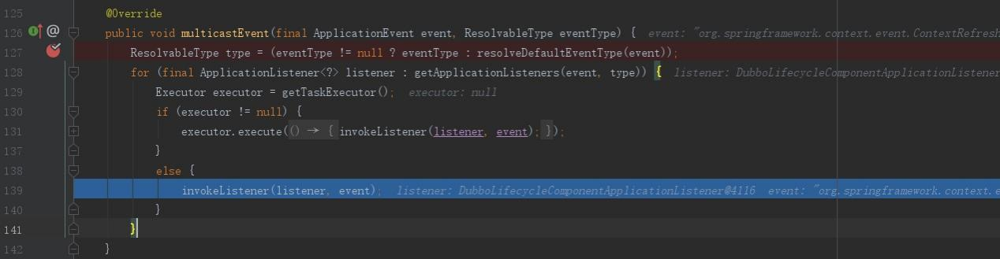 125 @Override
126 @ public void multicastEvent(final ApplicationEvent event, ResolvableType eventType) { event: "org.springframework.context.event.ContextRefresh
127 ResolvableType type = (eventType != null ? eventType : resolveDefaultEventType(event));
128 for (final ApplicationListener<?> listener : getApplicationListeners(event, type)) { listener: DubboLifecycleComponentApplicationListener
129 Executor executor = getTaskExecutor(); executor: null
130 if (executor != null) {
131 executor.execute(() → { invokeListener(listener, event); });
137 }
138 else {
139 invokeListener(listener, event); listener: DubboLifecycleComponentApplicationListener@4116 event: "org.springframework.context.e
140 }
141 }
142 }